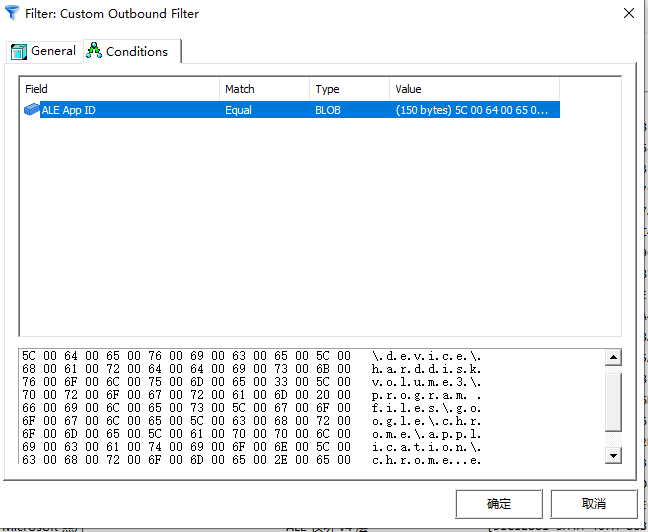 Filter: Custom Outbound Filter
General Conditions
Field Match Type Value
ALE App ID Equal BLOB (150 bytes) 5C 00 64 00 65 0...
5C 00 64 00 65 00 76 00 69 00 63 00 65 00 5C 00 \.d.e.v.i.c.e.\.
68 00 61 00 72 00 64 00 64 00 69 00 73 00 6B 00 h.a.r.d.d.i.s.k.
76 00 6F 00 6C 00 75 00 6D 00 65 00 33 00 5C 00 v.o.l.u.m.e.3.\.
70 00 72 00 6F 00 67 00 72 00 61 00 6D 00 20 00 p.r.o.g.r.a.m. .
66 00 69 00 6C 00 65 00 73 00 5C 00 67 00 6F 00 f.i.l.e.s.\.g.o.
6F 00 67 00 6C 00 65 00 5C 00 63 00 68 00 72 00 o.g.l.e.\.c.h.r.
6F 00 6D 00 65 00 5C 00 61 00 70 00 70 00 6C 00 o.m.e.\.a.p.p.l.
69 00 63 00 61 00 74 00 69 00 6F 00 6E 00 5C 00 i.c.a.t.i.o.n.\.
63 00 68 00 72 00 6F 00 6D 00 65 00 2E 00 65 00 c.h.r.o.m.e...e.
确定 取消